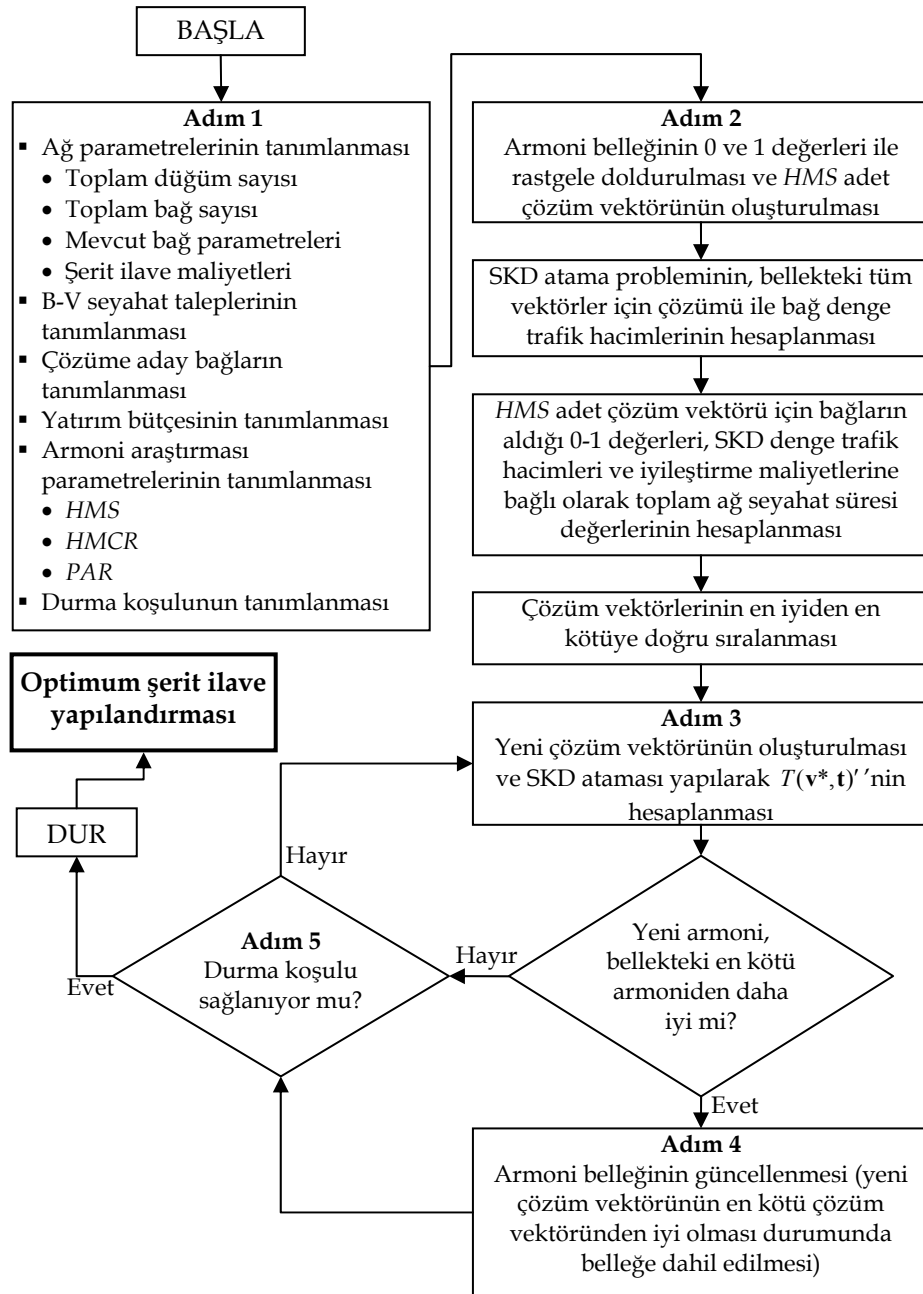 BAŞLA
Adım 1
▪ Ağ parametrelerinin tanımlanması
• Toplam düğüm sayısı
• Toplam bağ sayısı
• Mevcut bağ parametreleri
• Şerit ilave maliyetleri
▪ B-V seyahat taleplerinin
tanımlanması
▪ Çözüme aday bağların
tanımlanması
▪ Yatırım bütçesinin tanımlanması
▪ Armoni araştırması
parametrelerinin tanımlanması
• HMS
• HMCR
• PAR
▪ Durma koşulunun tanımlanması
Adım 2
Armoni belleğinin 0 ve 1 değerleri ile
rastgele doldurulması ve HMS adet
çözüm vektörünün oluşturulması
SKD atama probleminin, bellekteki tüm
vektörler için çözümü ile bağ denge
trafik hacimlerinin hesaplanması
HMS adet çözüm vektörü için bağların
aldığı 0-1 değerleri, SKD denge trafik
hacimleri ve iyileştirme maliyetlerine
bağlı olarak toplam ağ seyahat süresi
değerlerinin hesaplanması
Çözüm vektörlerinin en iyiden en
kötüye doğru sıralanması
Adım 3
Yeni çözüm vektörünün oluşturulması
ve SKD ataması yapılarak T(v*,t)' 'nin
hesaplanması
Yeni armoni,
bellekteki en kötü
armoniden daha
iyi mi?
Hayır
Evet
Adım 4
Armoni belleğinin güncellenmesi (yeni
çözüm vektörünün en kötü çözüm
vektöründen iyi olması durumunda
belleğe dahil edilmesi)
Adım 5
Durma koşulu
sağlanıyor mu?
Hayır
Evet
DUR
Optimum şerit ilave
yapılandırması